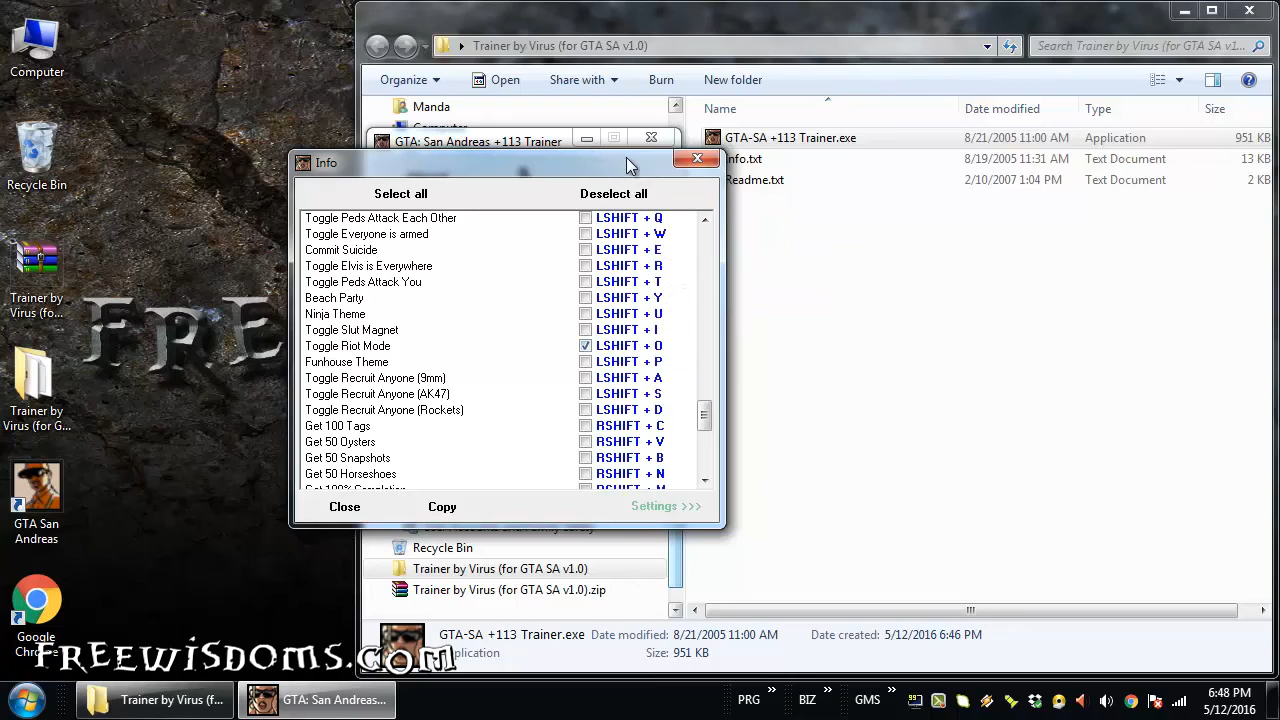 Computer
Recycle Bin
Trainer by
Virus (fo...
Trainer by
Virus (for G...
GTA San
Andreas
Google
FRE
FREEWISDOMS.COM
Trainer by Virus (for GTA SA v1.0)
Search Trainer by Virus (for GTA SA v1...
Organize
Open
Share with
Burn
New folder
Manda
Computer
Name
Date modified
Type
Size
GTA-SA +113 Trainer.exe
8/21/2005 11:00 AM
Application
951 KB
Info.txt
8/19/2005 11:31 AM
Text Document
13 KB
Readme.txt
2/10/2007 1:04 PM
Text Document
2 KB
GTA: San Andreas +113 Trainer
Info
Select all
Deselect all
Toggle Peds Attack Each Other LSHIFT + Q
Toggle Everyone is armed LSHIFT + W
Commit Suicide LSHIFT + E
Toggle Elvis is Everywhere LSHIFT + R
Toggle Peds Attack You LSHIFT + T
Beach Party LSHIFT + Y
Ninja Theme LSHIFT + U
Toggle Slut Magnet LSHIFT + I
Toggle Riot Mode LSHIFT + O
Funhouse Theme LSHIFT + P
Toggle Recruit Anyone (9mm) LSHIFT + A
Toggle Recruit Anyone (AK47) LSHIFT + S
Toggle Recruit Anyone (Rockets) LSHIFT + D
Get 100 Tags RSHIFT + C
Get 50 Oysters RSHIFT + V
Get 50 Snapshots RSHIFT + B
Get 50 Horseshoes RSHIFT + N
Get 100% Completion RSHIFT + M
Close
Copy
Settings >>>
Recycle Bin
Trainer by Virus (for GTA SA v1.0)
Trainer by Virus (for GTA SA v1.0).zip
GTA-SA +113 Trainer.exe
Date modified: 8/21/2005 11:00 AM
Date created: 5/12/2016 6:46 PM
Application
Size: 951 KB
Trainer by Virus (f...
GTA: San Andreas...
PRG
BIZ
GMS
6:48 PM
5/12/2016